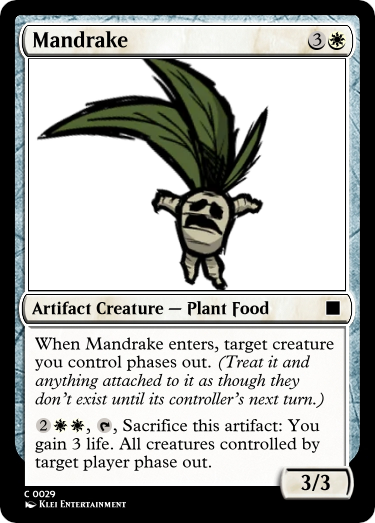 Mandrake 3
Artifact Creature — Plant Food
When Mandrake enters, target creature
you control phases out. (Treat it and
anything attached to it as though they
don't exist until its controller's next turn.)
2, , Sacrifice this artifact: You
gain 3 life. All creatures controlled by
target player phase out.
3/3
C 0029
Klei Entertainment